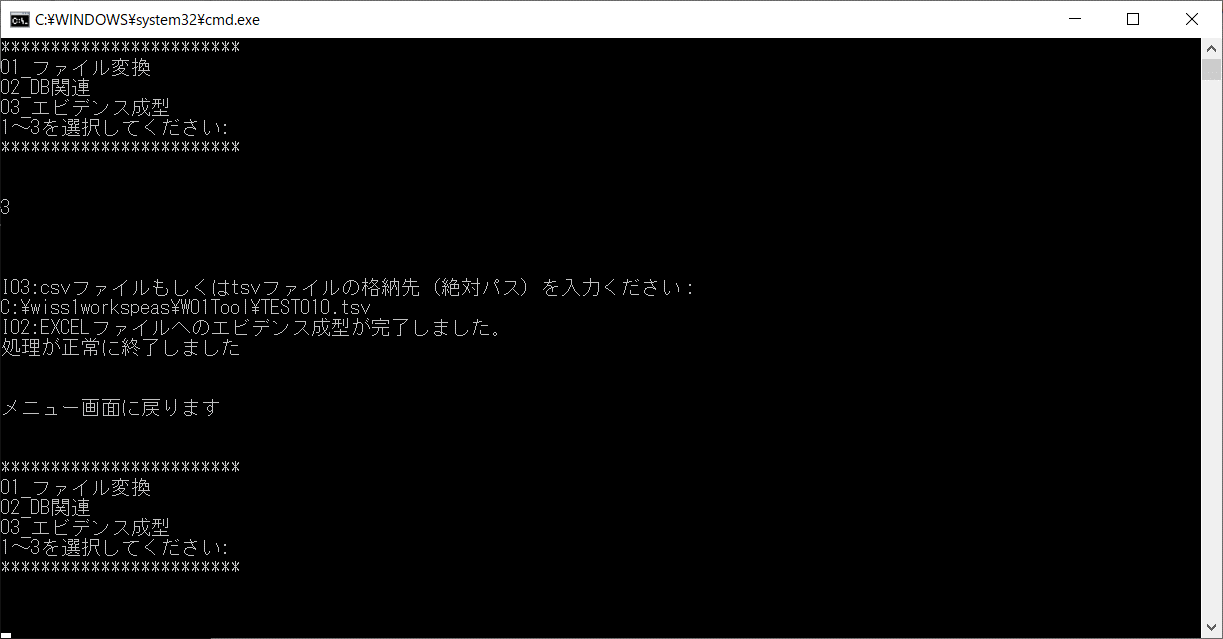 C:¥WINDOWS¥system32¥cmd.exe
************************
01_ファイル変換
02_DB関連
03_エビデンス成型
1～3を選択してください:
************************
3
I03:csvファイルもしくはtsvファイルの格納先（絶対パス）を入力ください：
C:¥wiss1workspeas¥W01Tool¥TEST010.tsv
I02:EXCELファイルへのエビデンス成型が完了しました。
処理が正常に終了しました
メニュー画面に戻ります
************************
01_ファイル変換
02_DB関連
03_エビデンス成型
1～3を選択してください:
************************